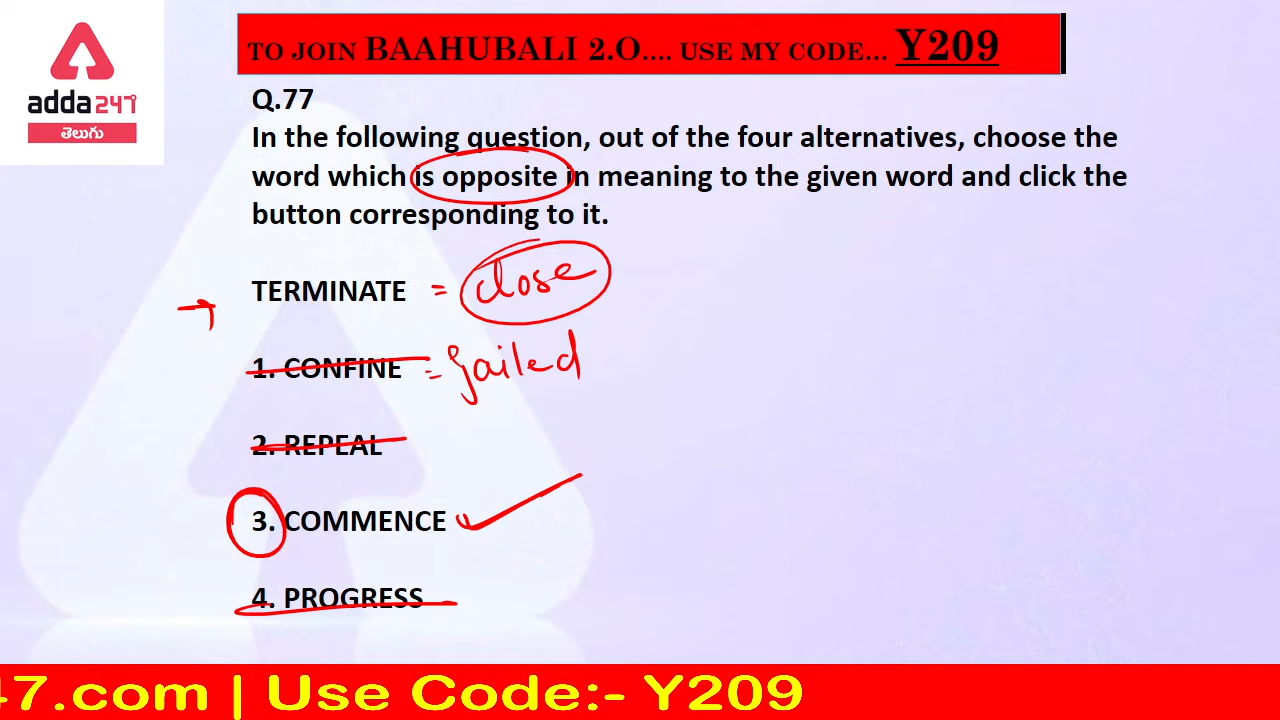 TO JOIN BAAHUBALI 2.O.... USE MY CODE... Y209
adda247
తెలుగు
Q.77
In the following question, out of the four alternatives, choose the
word which is opposite in meaning to the given word and click the
button corresponding to it.
TERMINATE = close
1. CONFINE = jailed
2. REPEAL
3. COMMENCE
4. PROGRESS
47.com | Use Code:- Y209